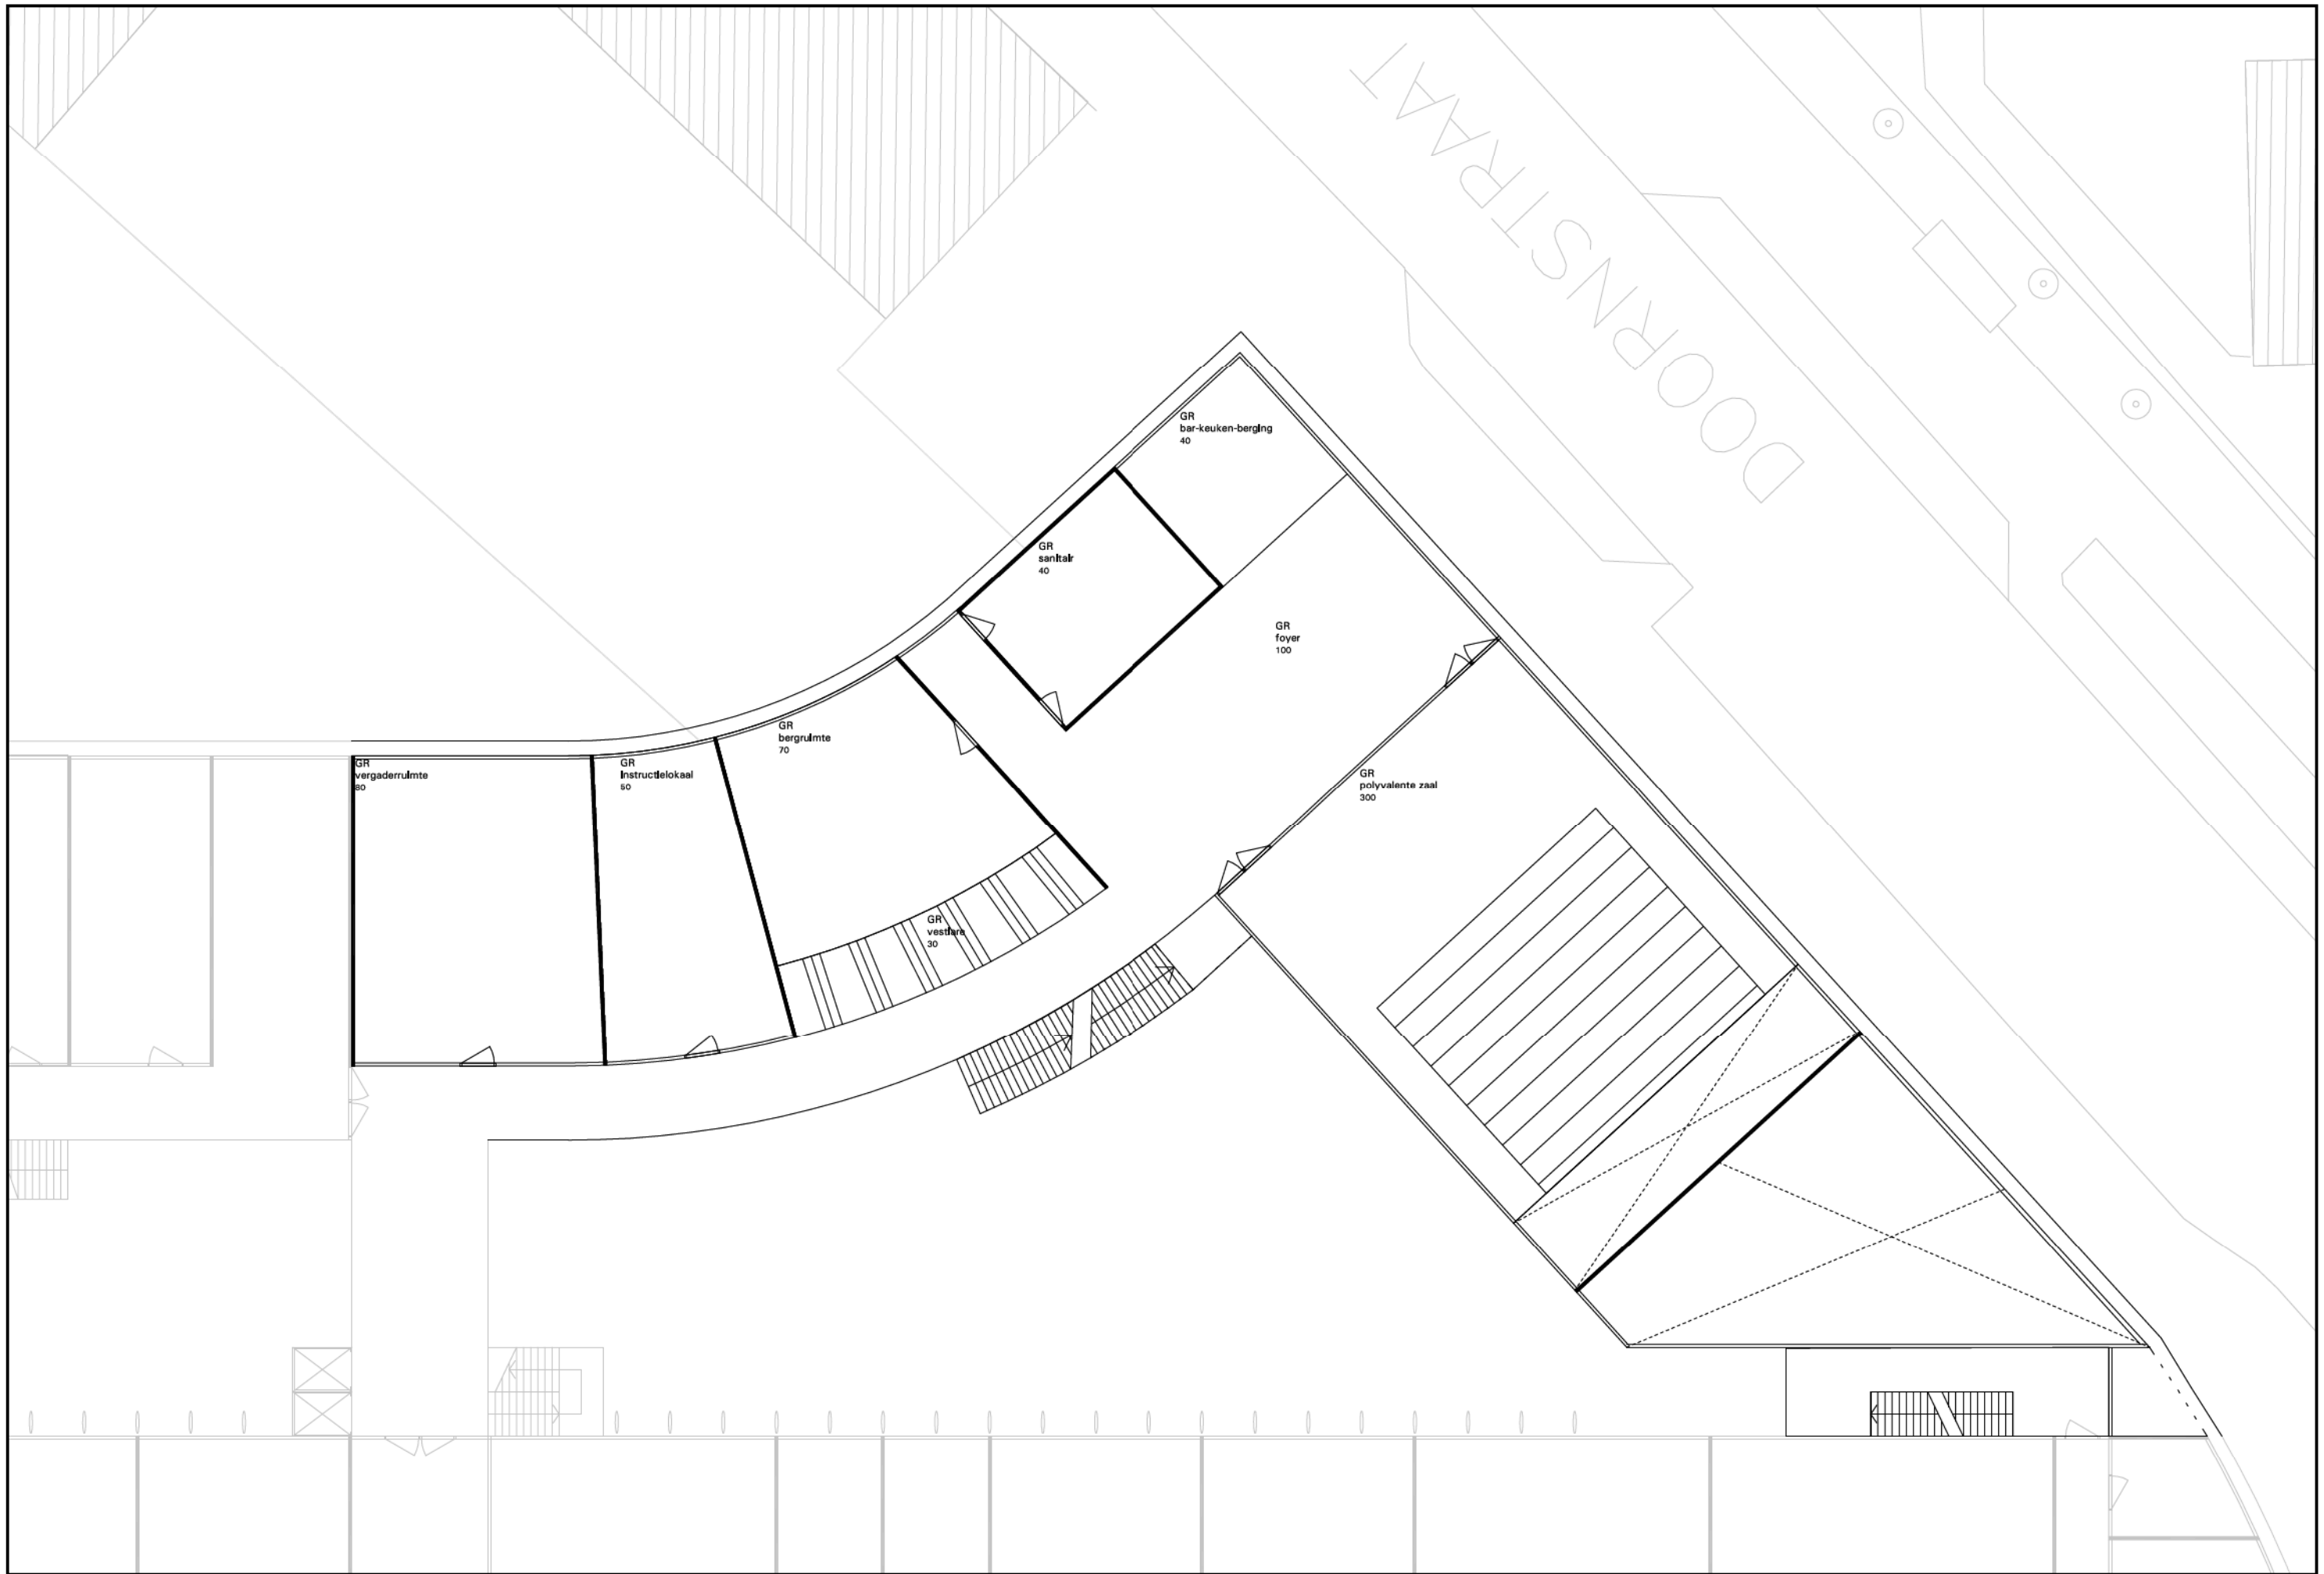 DOORNSTRAAT
GR
bar-keuken-berging
40
GR
sanitair
40
GR
foyer
100
GR
bergruimte
70
GR
vergaderruimte
80
GR
instructielokaal
50
GR
polyvalente zaal
300
GR
vestiare
30